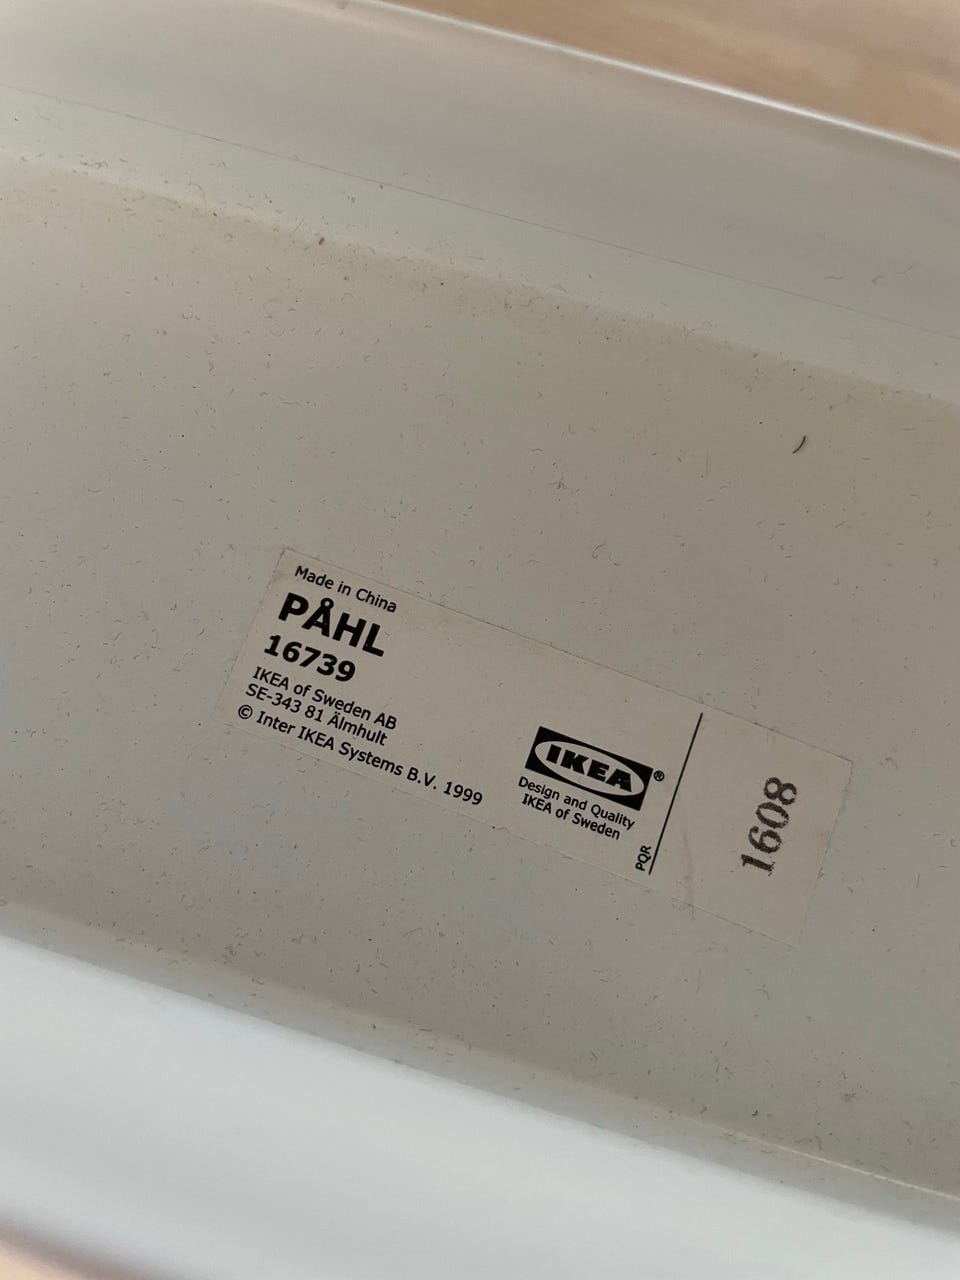 Made in China
PÅHL
16739
IKEA of Sweden AB
SE-343 81 Älmhult
© Inter IKEA Systems B.V. 1999
IKEA®
Design and Quality
IKEA of Sweden
PQR
1608